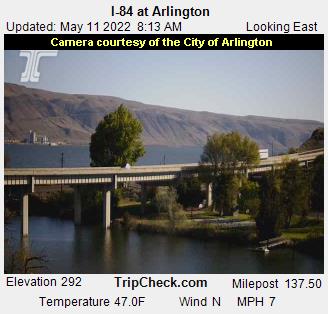 I-84 at Arlington
Updated: May 11 2022 8:13 AM Looking East
Camera courtesy of the City of Arlington
Elevation 292 TripCheck.com Milepost 137.50
Temperature 47.0F Wind N MPH 7